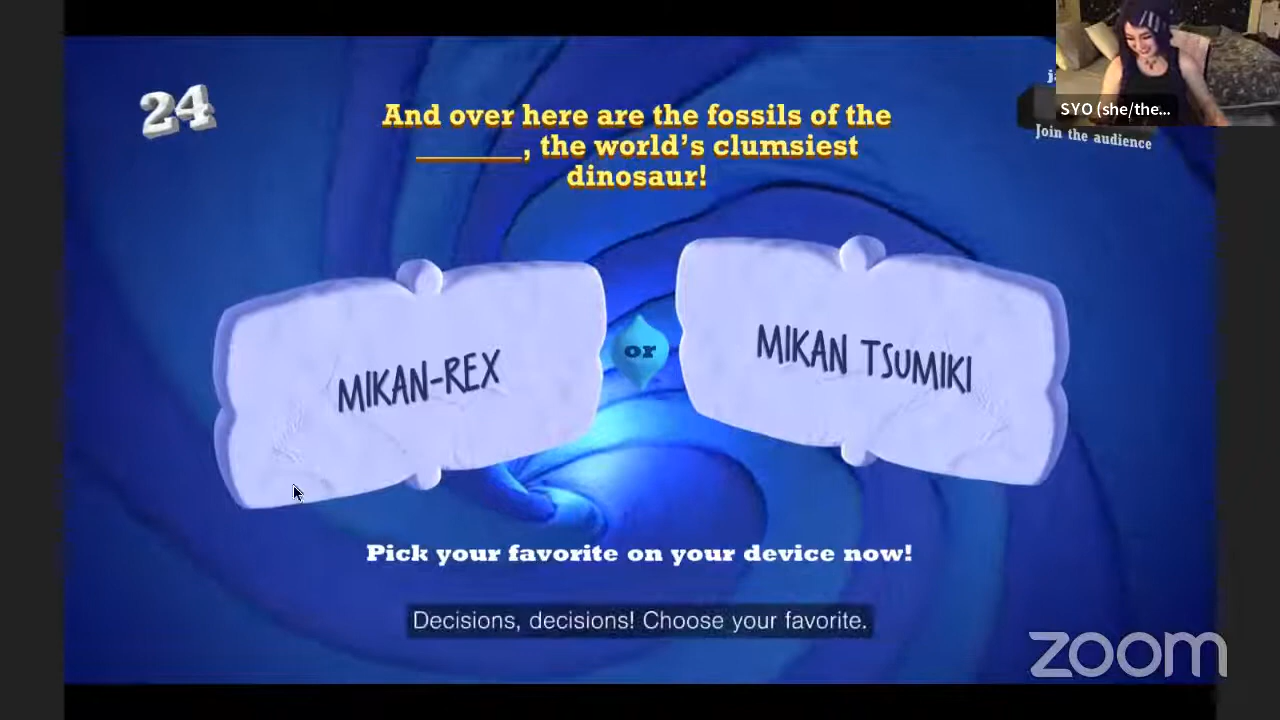 24
And over here are the fossils of the
_______, the world's clumsiest
dinosaur!
SYO (she/the...
Join the audience
MIKAN-REX
or
MIKAN TSUMIKI
Pick your favorite on your device now!
Decisions, decisions! Choose your favorite.
zoom